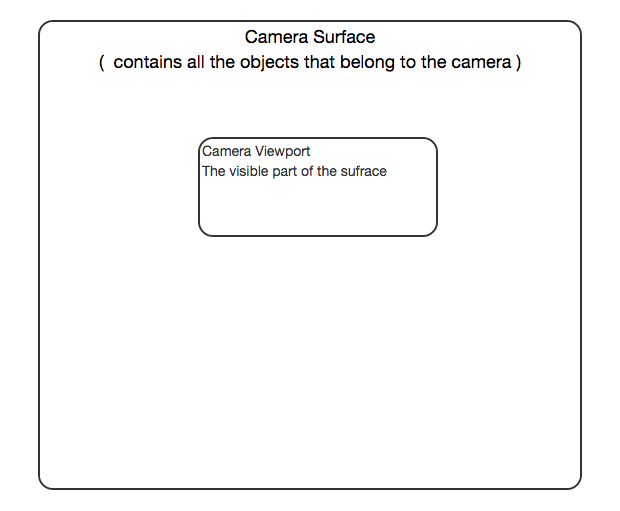 Camera Surface
( contains all the objects that belong to the camera )
Camera Viewport
The visible part of the sufrace